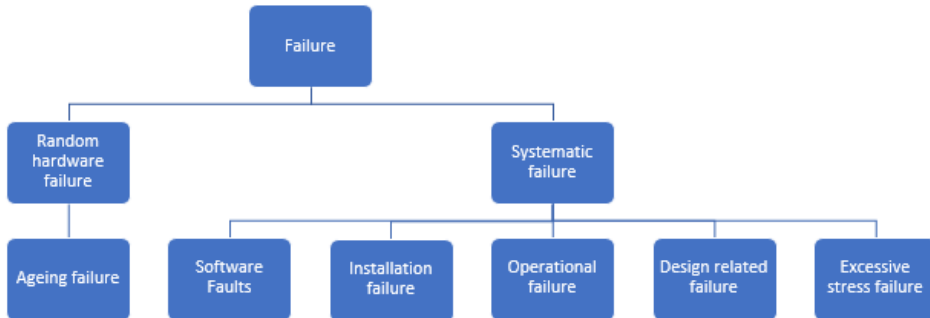 Failure
Random
hardware
failure
Systematic
failure
Ageing failure
Software
Faults
Installation
failure
Operational
failure
Design related
failure
Excessive
stress failure